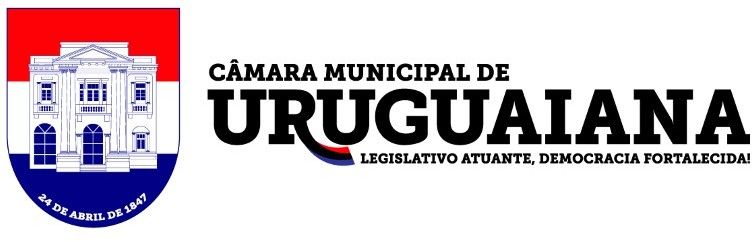 24 DE ABRIL DE 1847
CÂMARA MUNICIPAL DE
URUGUAIANA
LEGISLATIVO ATUANTE, DEMOCRACIA FORTALECIDA!